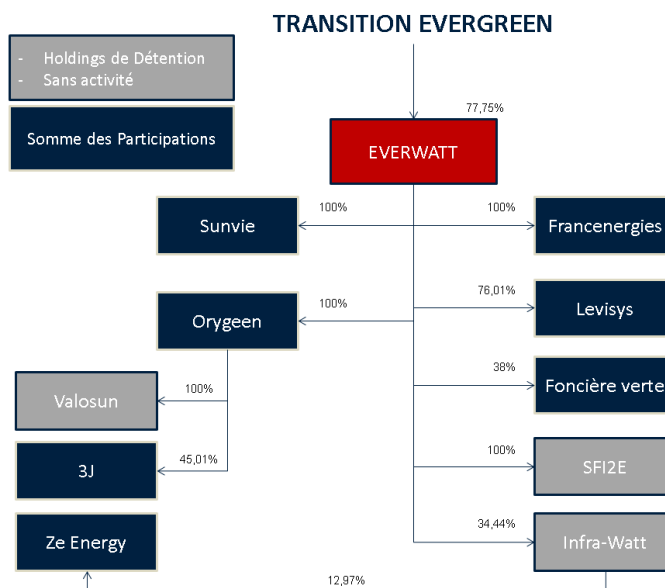 TRANSITION EVERGREEN
- Holdings de Détention
- Sans activité
Somme des Participations
77,75%
EVERWATT
100%
100%
Sunvie
Francenergies
76,01%
Levisys
100%
Orygeen
38%
Foncière verte
100%
Valosun
45,01%
3J
100%
SFI2E
34,44%
Ze Energy
Infra-Watt
12,97%